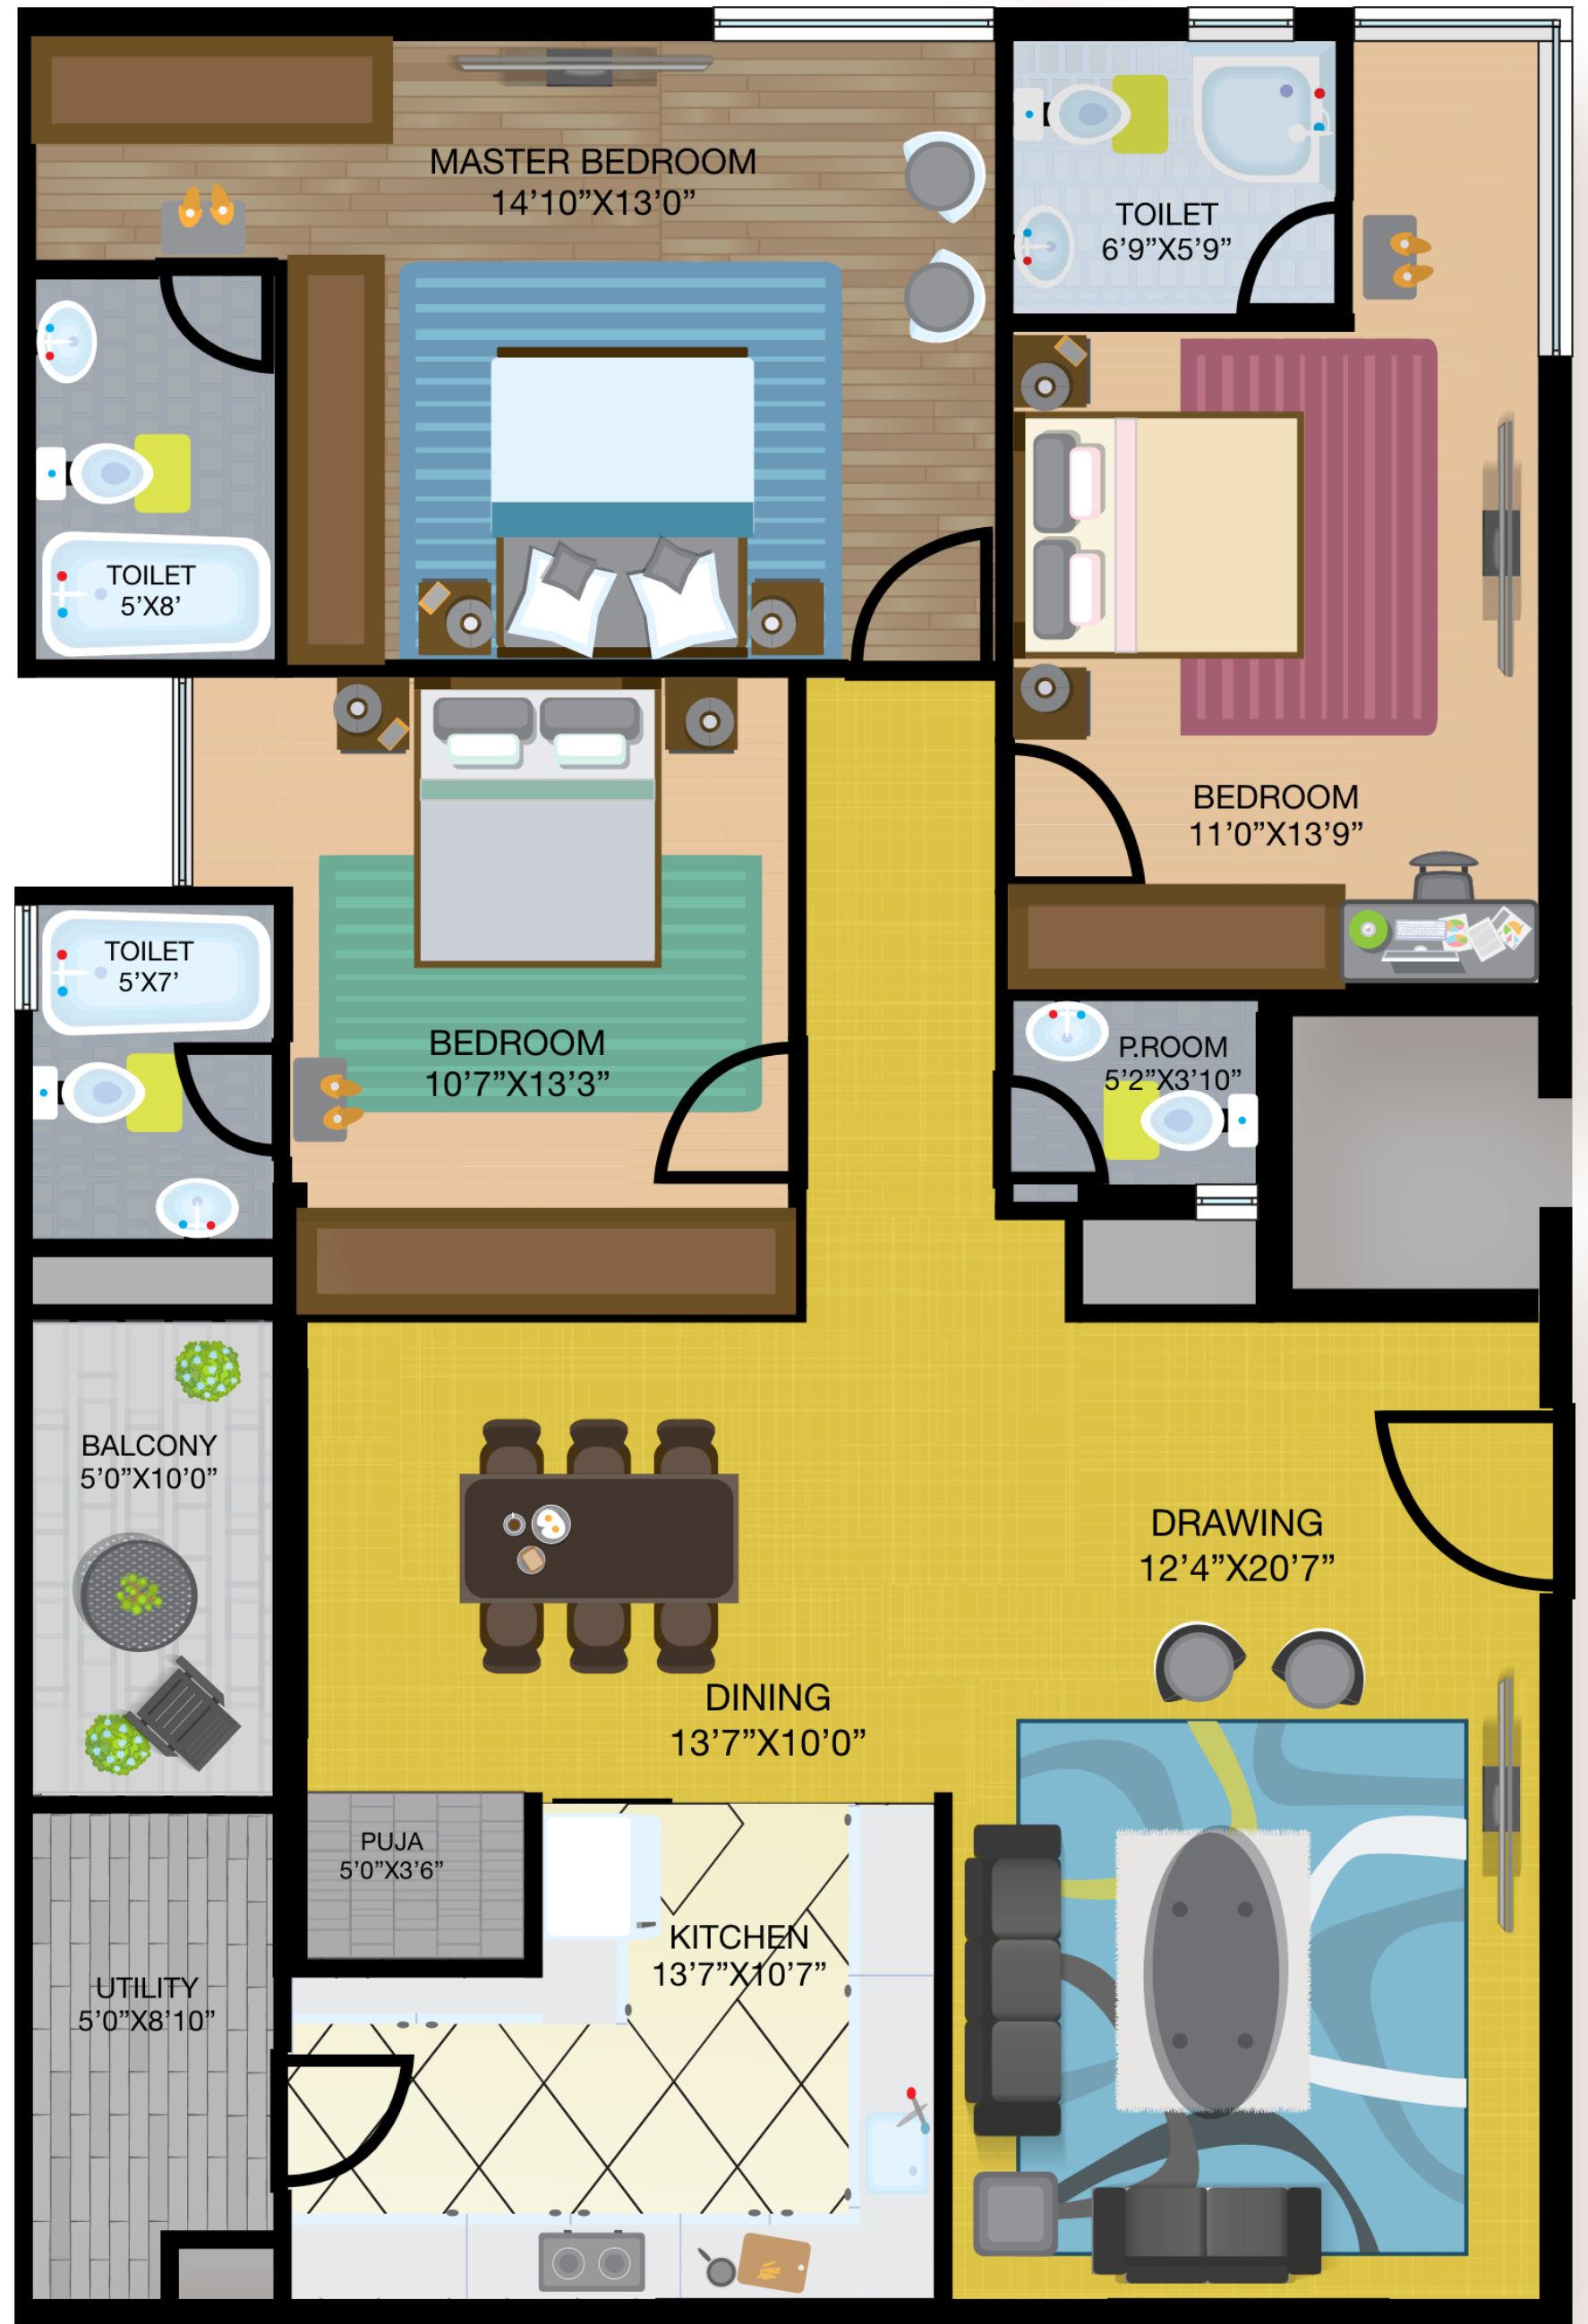 MASTER BEDROOM
14’10”X13’0”
TOILET
6’9”X5’9”
TOILET
5’X8’
BEDROOM
11’0”X13’9”
TOILET
5’X7’
BEDROOM
10’7”X13’3”
P.ROOM
5’2”X3’10”
BALCONY
5’0”X10’0”
DRAWING
12’4”X20’7”
DINING
13’7”X10’0”
PUJA
5’0”X3’6”
KITCHEN
13’7”X10’7”
UTILITY
5’0”X8’10”